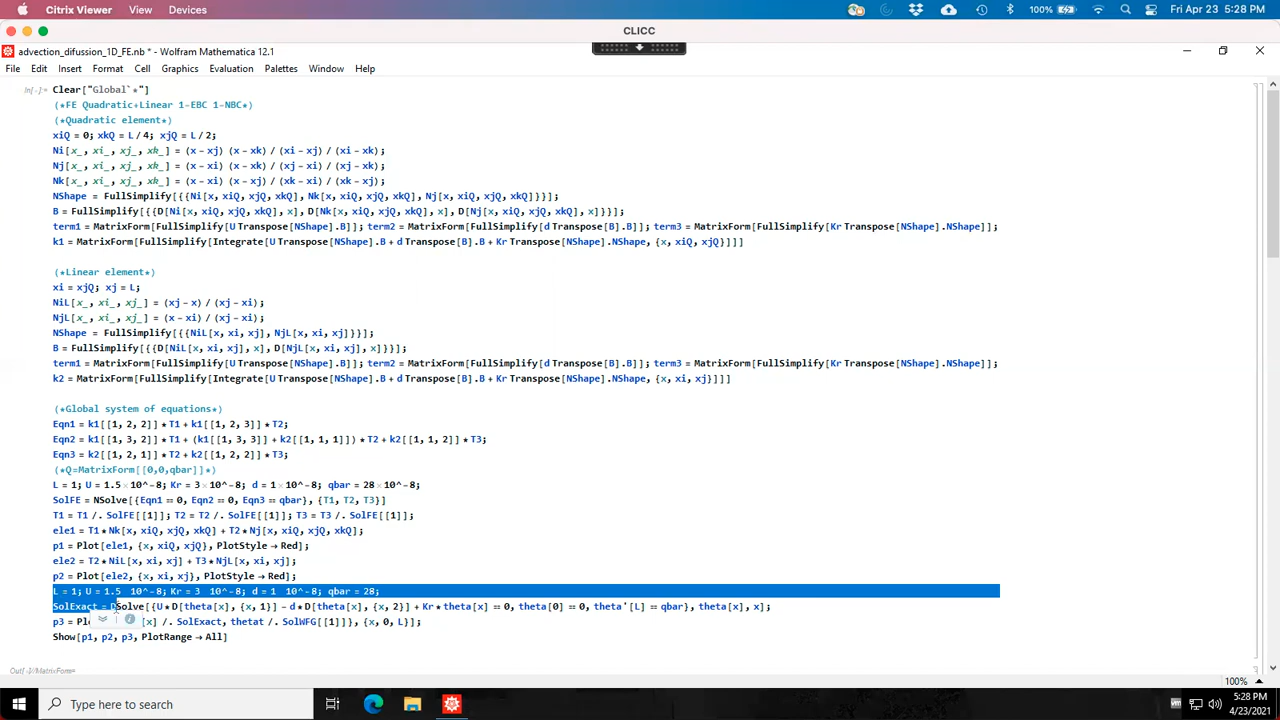 Citrix Viewer View Devices 100% Fri Apr 23 5:28 PM
CLICC
advection_difussion_1D_FE.nb * - Wolfram Mathematica 12.1
File Edit Insert Format Cell Graphics Evaluation Palettes Window Help
In[-]:= Clear["Global`*"]
(*FE Quadratic+Linear 1-EBC 1-NBC*)
(*Quadratic element*)
xiQ = 0; xkQ = L / 4; xjQ = L / 2;
Ni[x_, xi_, xj_, xk_] = (x - xj) (x - xk) / (xi - xj) / (xi - xk);
Nj[x_, xi_, xj_, xk_] = (x - xi) (x - xk) / (xj - xi) / (xj - xk);
Nk[x_, xi_, xj_, xk_] = (x - xi) (x - xj) / (xk - xi) / (xk - xj);
NShape = FullSimplify[{{Ni[x, xiQ, xjQ, xkQ], Nk[x, xiQ, xjQ, xkQ], Nj[x, xiQ, xjQ, xkQ]}}];
B = FullSimplify[{{D[Ni[x, xiQ, xjQ, xkQ], x], D[Nk[x, xiQ, xjQ, xkQ], x], D[Nj[x, xiQ, xjQ, xkQ], x]}}];
term1 = MatrixForm[FullSimplify[U Transpose[NShape].B]]; term2 = MatrixForm[FullSimplify[d Transpose[B].B]]; term3 = MatrixForm[FullSimplify[Kr Transpose[NShape].NShape]];
k1 = MatrixForm[FullSimplify[Integrate[U Transpose[NShape].B + d Transpose[B].B + Kr Transpose[NShape].NShape, {x, xiQ, xjQ}]]]
(*Linear element*)
xi = xjQ; xj = L;
NiL[x_, xi_, xj_] = (xj - x) / (xj - xi);
NjL[x_, xi_, xj_] = (x - xi) / (xj - xi);
NShape = FullSimplify[{{NiL[x, xi, xj], NjL[x, xi, xj]}}];
B = FullSimplify[{{D[NiL[x, xi, xj], x], D[NjL[x, xi, xj], x]}}];
term1 = MatrixForm[FullSimplify[U Transpose[NShape].B]]; term2 = MatrixForm[FullSimplify[d Transpose[B].B]]; term3 = MatrixForm[FullSimplify[Kr Transpose[NShape].NShape]];
k2 = MatrixForm[FullSimplify[Integrate[U Transpose[NShape].B + d Transpose[B].B + Kr Transpose[NShape].NShape, {x, xi, xj}]]]
(*Global system of equations*)
Eqn1 = k1[[1, 2, 2]] * T1 + k1[[1, 2, 3]] * T2;
Eqn2 = k1[[1, 3, 2]] * T1 + (k1[[1, 3, 3]] + k2[[1, 1, 1]]) * T2 + k2[[1, 1, 2]] * T3;
Eqn3 = k2[[1, 2, 1]] * T2 + k2[[1, 2, 2]] * T3;
(*Q=MatrixForm[[0,0,qbar]]*)
L = 1; U = 1.5×10^-8; Kr = 3×10^-8; d = 1×10^-8; qbar = 28×10^-8;
SolFE = NSolve[{Eqn1 == 0, Eqn2 == 0, Eqn3 == qbar}, {T1, T2, T3}]
T1 = T1 /. SolFE[[1]]; T2 = T2 /. SolFE[[1]]; T3 = T3 /. SolFE[[1]];
ele1 = T1 * Nk[x, xiQ, xjQ, xkQ] + T2 * Nj[x, xiQ, xjQ, xkQ];
p1 = Plot[ele1, {x, xiQ, xjQ}, PlotStyle → Red];
ele2 = T2 * NiL[x, xi, xj] + T3 * NjL[x, xi, xj];
p2 = Plot[ele2, {x, xi, xj}, PlotStyle → Red];
L = 1; U = 1.5 10^-8; Kr = 3 10^-8; d = 1 10^-8; qbar = 28;
SolExact = DSolve[{U * D[theta[x], {x, 1}] - d * D[theta[x], {x, 2}] + Kr * theta[x] == 0, theta[0] == 0, theta'[L] == qbar}, theta[x], x];
p3 = Pl [x] /. SolExact, thetat /. SolWFG[[1]]}, {x, 0, L}];
Show[p1, p2, p3, PlotRange → All]
Out[-]//MatrixForm=
100%
Type here to search
5:28 PM
4/23/2021